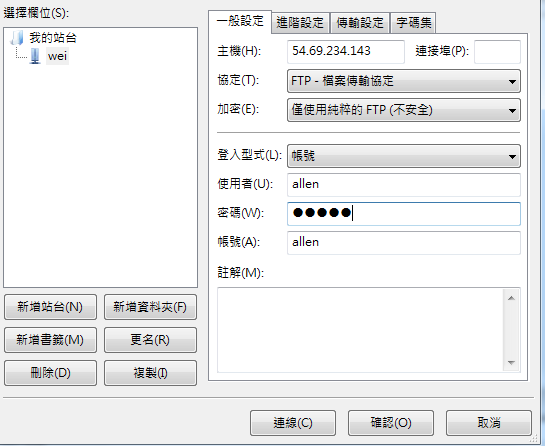 選擇欄位(S):
我的站台
wei
新增站台(N)
新增資料夾(F)
新增書籤(M)
更名(R)
刪除(D)
複製(I)
一般設定
進階設定
傳輸設定
字碼集
主機(H):
54.69.234.143
連接埠(P):
協定(T):
FTP - 檔案傳輸協定
加密(E):
僅使用純粹的 FTP (不安全)
登入型式(L):
帳號
使用者(U):
allen
密碼(W):
●●●●●
帳號(A):
allen
註解(M):
連線(C)
確認(O)
取消